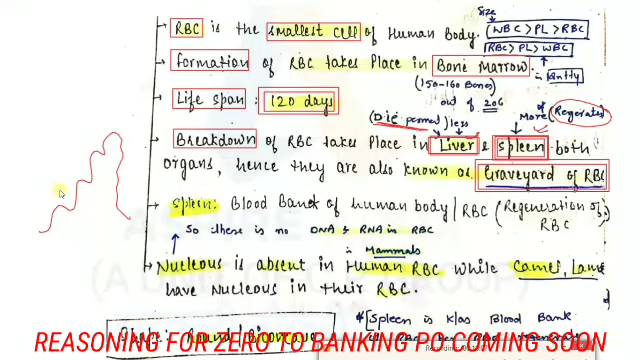 Size
RBC is the smallest cell of Human Body. WBC > PL > RBC
RBC > PL > WBC
Formation of RBC takes Place in Bone Marrow
in
(150-160 Bones)
Life span : 120 days out of 206
less More
Breakdown of RBC takes Place in Liver & spleen both
organs, hence they are also known as Graveyard of RBC
Spleen: Blood Bank of human body/ RBC (Regeneration of
RBC
So there is no DNA & RNA in RBC
in Mammals
Nucleous is absent in Human RBC while Camel, Lama
have Nucleous in their RBC.
*[Spleen is k/as Blood Bank
Round / Biconcave
REASONING FOR ZERO TO BANKING PO COMING SOON